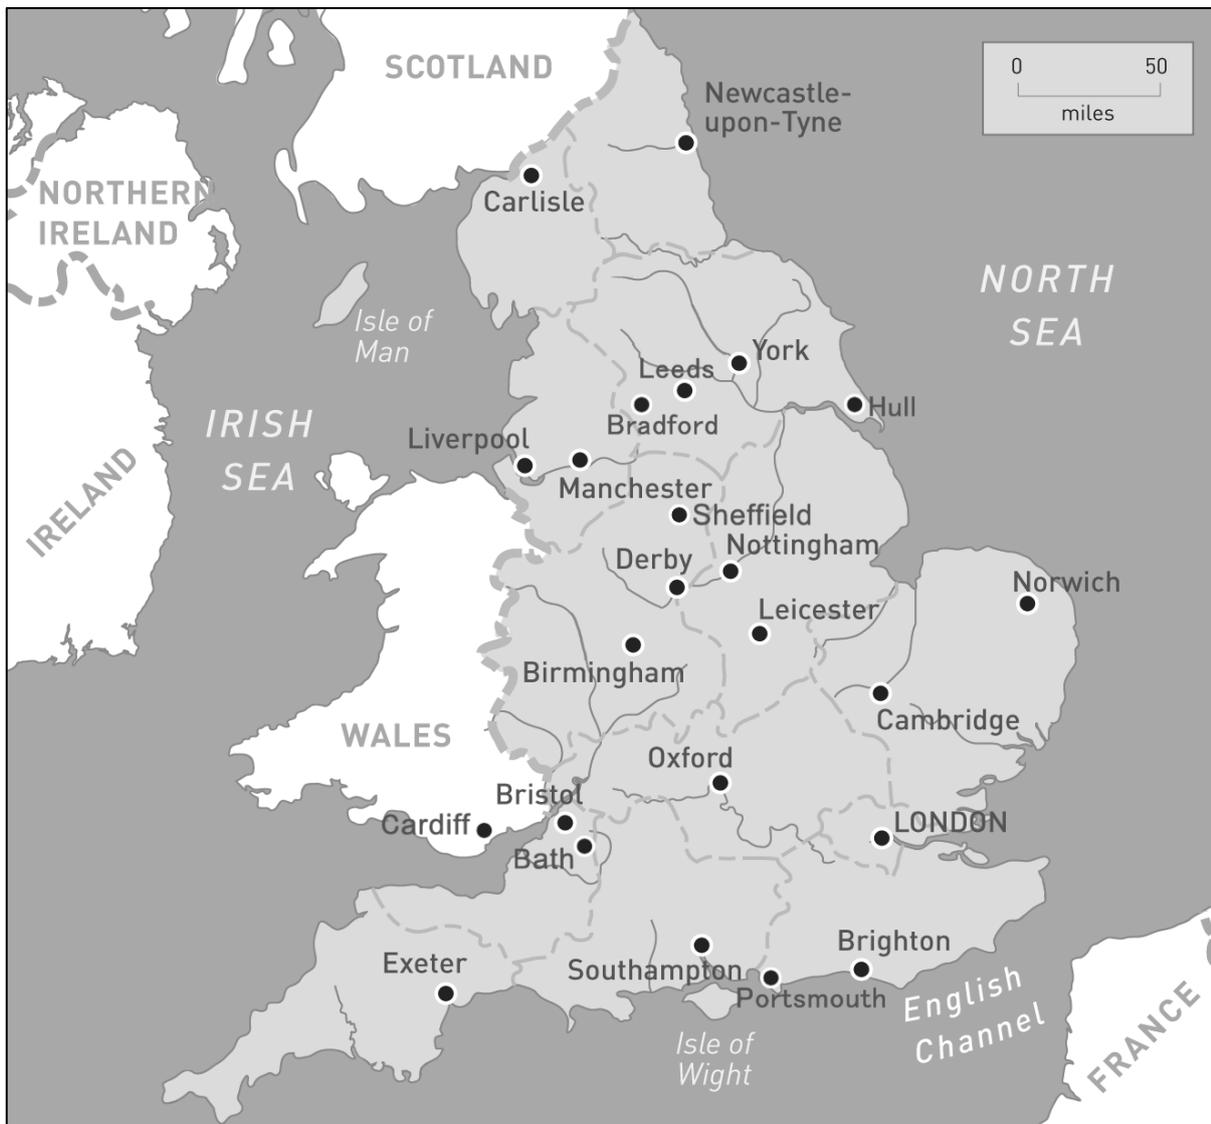 SCOTLAND
0 50
miles
Newcastle-
upon-Tyne
NORTHERN
IRELAND
Carlisle
NORTH
SEA
Isle of
Man
York
Leeds
Hull
Bradford
IRISH
SEA
Liverpool
IRELAND
Manchester
Sheffield
Nottingham
Derby
Norwich
Leicester
Birmingham
Cambridge
WALES
Oxford
Bristol
Cardiff
LONDON
Bath
Brighton
Exeter
Southampton
Portsmouth
English
Channel
Isle of
Wight
FRANCE